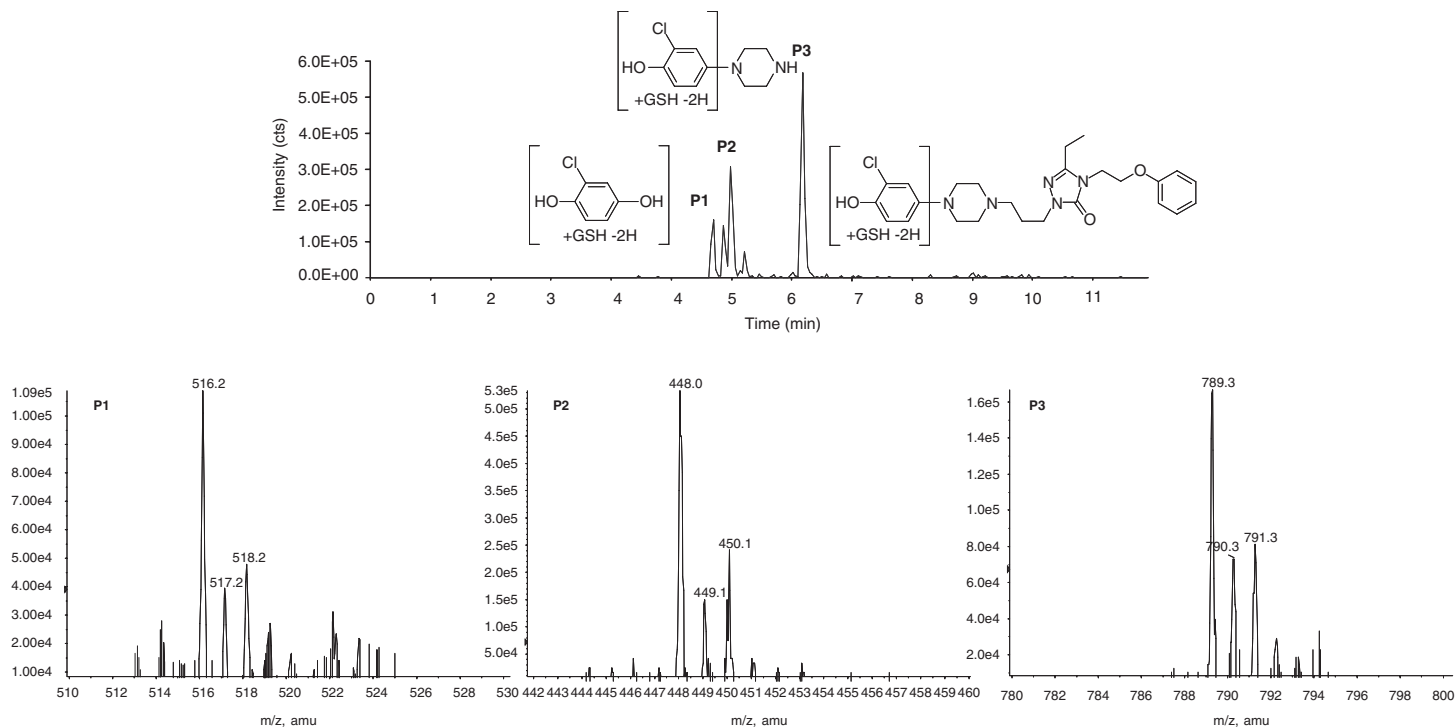 P3
Cl
HO
N
NH
+GSH -2H
6.0E+05
5.0E+05
4.0E+05
3.0E+05
2.0E+05
1.0E+05
0.0E+00
Intensity (cts)
P2
P1
Cl
HO
OH
+GSH -2H
Cl
HO
N
N
+GSH -2H
N
N
N
O
O
0 1 2 3 4 4 5 6 7 8 9 10 11
Time (min)
P1
516.2
517.2
518.2
1.09e5
1.00e5
9.00e4
8.00e4
7.00e4
6.00e4
5.00e4
4.00e4
3.00e4
2.00e4
1.00e4
510 512 514 516 518 520 522 524 526 528 530
m/z, amu
P2
448.0
449.1
450.1
5.3e5
5.0e5
5.5e5
5.0e5
5.5e5
5.0e5
2.5e5
2.0e5
1.5e5
1.0e5
5.0e4
442 443 444 445 446 447 448 449 450 451 452 453 455 456 457 458 459 460
m/z, amu
P3
789.3
790.3
791.3
1.6e5
1.4e5
1.2e5
1.0e5
8.0e4
6.0e4
4.0e4
2.0e4
780 782 784 786 788 790 792 794 796 798 800
m/z, amu